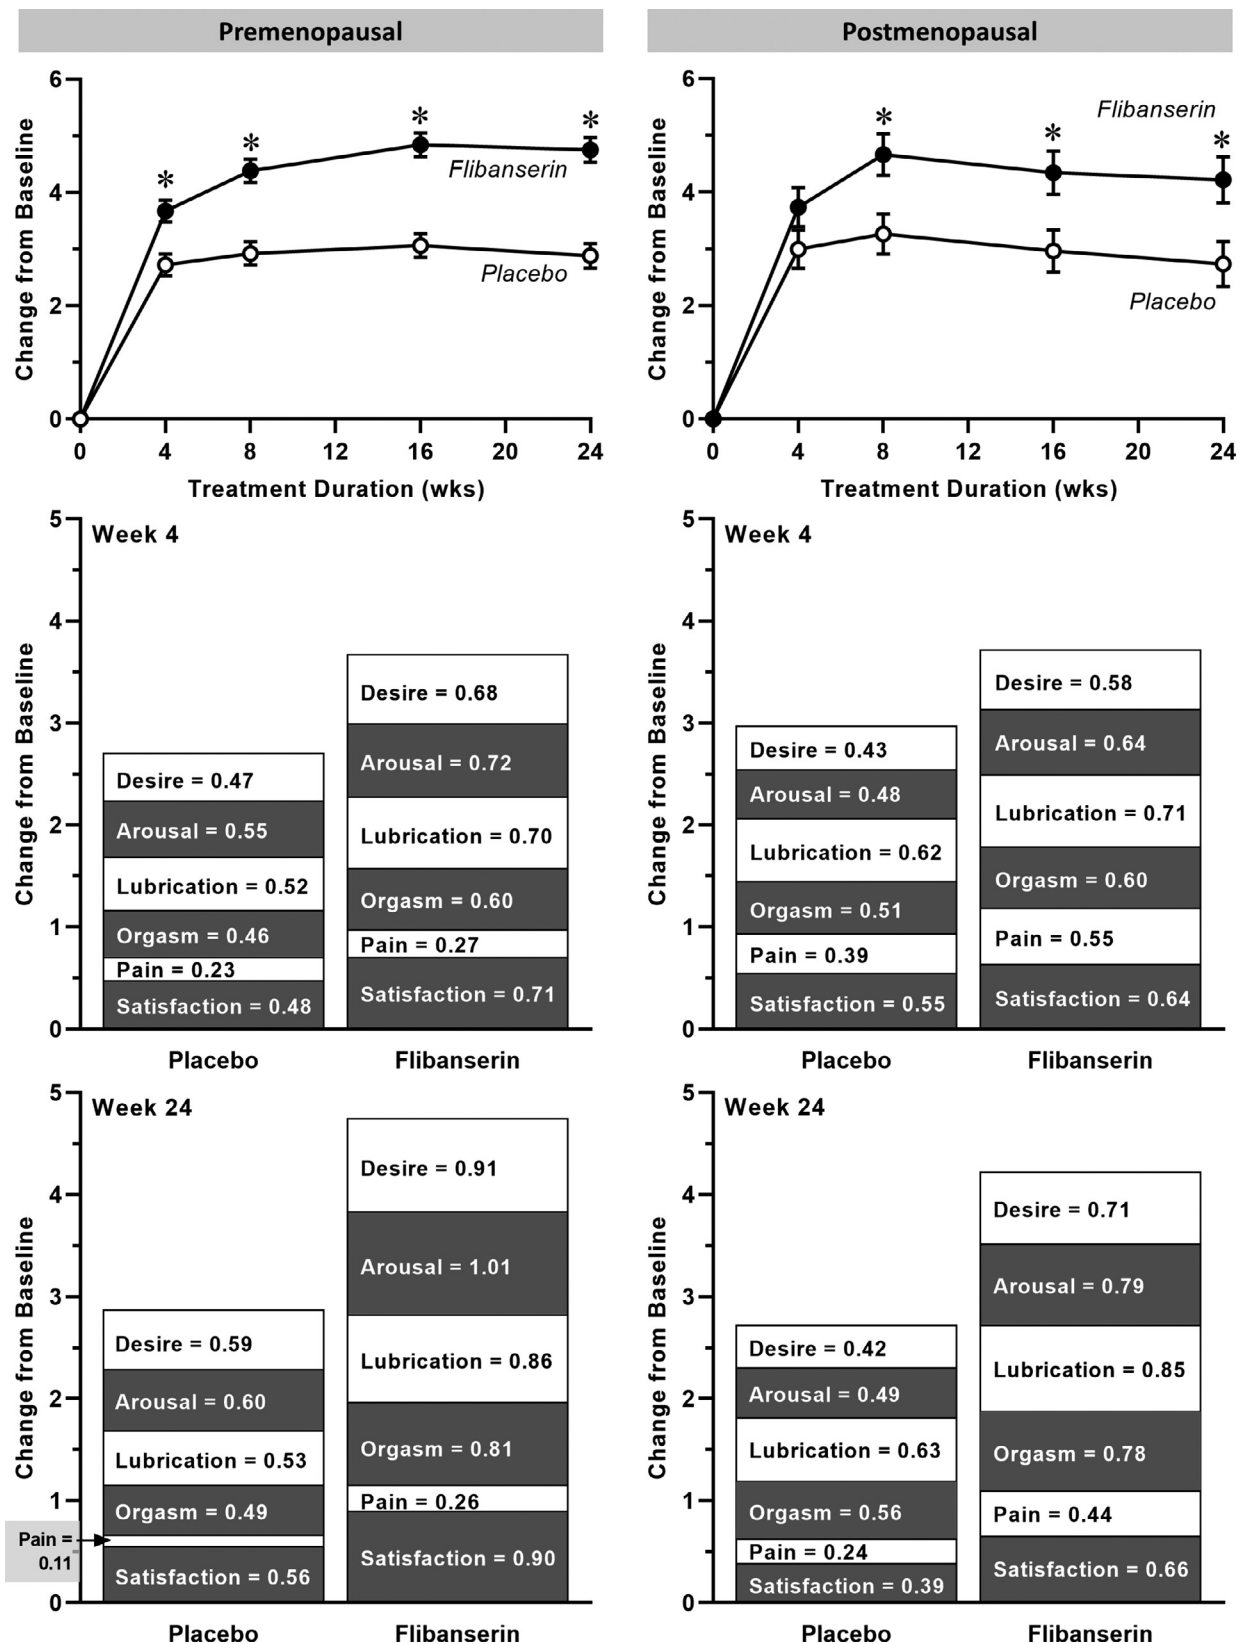 Premenopausal
Postmenopausal
6
4
2
0
Change from Baseline
* * * *
Flibanserin
Placebo
0 4 8 12 16 20 24
Treatment Duration (wks)
6
4
2
0
Change from Baseline
* * *
Flibanserin
Placebo
0 4 8 12 16 20 24
Treatment Duration (wks)
Week 4
5
4
3
2
1
0
Change from Baseline
Desire = 0.47
Arousal = 0.55
Lubrication = 0.52
Orgasm = 0.46
Pain = 0.23
Satisfaction = 0.48
Desire = 0.68
Arousal = 0.72
Lubrication = 0.70
Orgasm = 0.60
Pain = 0.27
Satisfaction = 0.71
Placebo
Flibanserin
Week 4
5
4
3
2
1
0
Change from Baseline
Desire = 0.43
Arousal = 0.48
Lubrication = 0.62
Orgasm = 0.51
Pain = 0.39
Satisfaction = 0.55
Desire = 0.58
Arousal = 0.64
Lubrication = 0.71
Orgasm = 0.60
Pain = 0.55
Satisfaction = 0.64
Placebo
Flibanserin
Week 24
5
4
3
2
1
0
Change from Baseline
Desire = 0.59
Arousal = 0.60
Lubrication = 0.53
Orgasm = 0.49
Pain =
0.11
Satisfaction = 0.56
Desire = 0.91
Arousal = 1.01
Lubrication = 0.86
Orgasm = 0.81
Pain = 0.26
Satisfaction = 0.90
Placebo
Flibanserin
Week 24
5
4
3
2
1
0
Change from Baseline
Desire = 0.42
Arousal = 0.49
Lubrication = 0.63
Orgasm = 0.56
Pain = 0.24
Satisfaction = 0.39
Desire = 0.71
Arousal = 0.79
Lubrication = 0.85
Orgasm = 0.78
Pain = 0.44
Satisfaction = 0.66
Placebo
Flibanserin